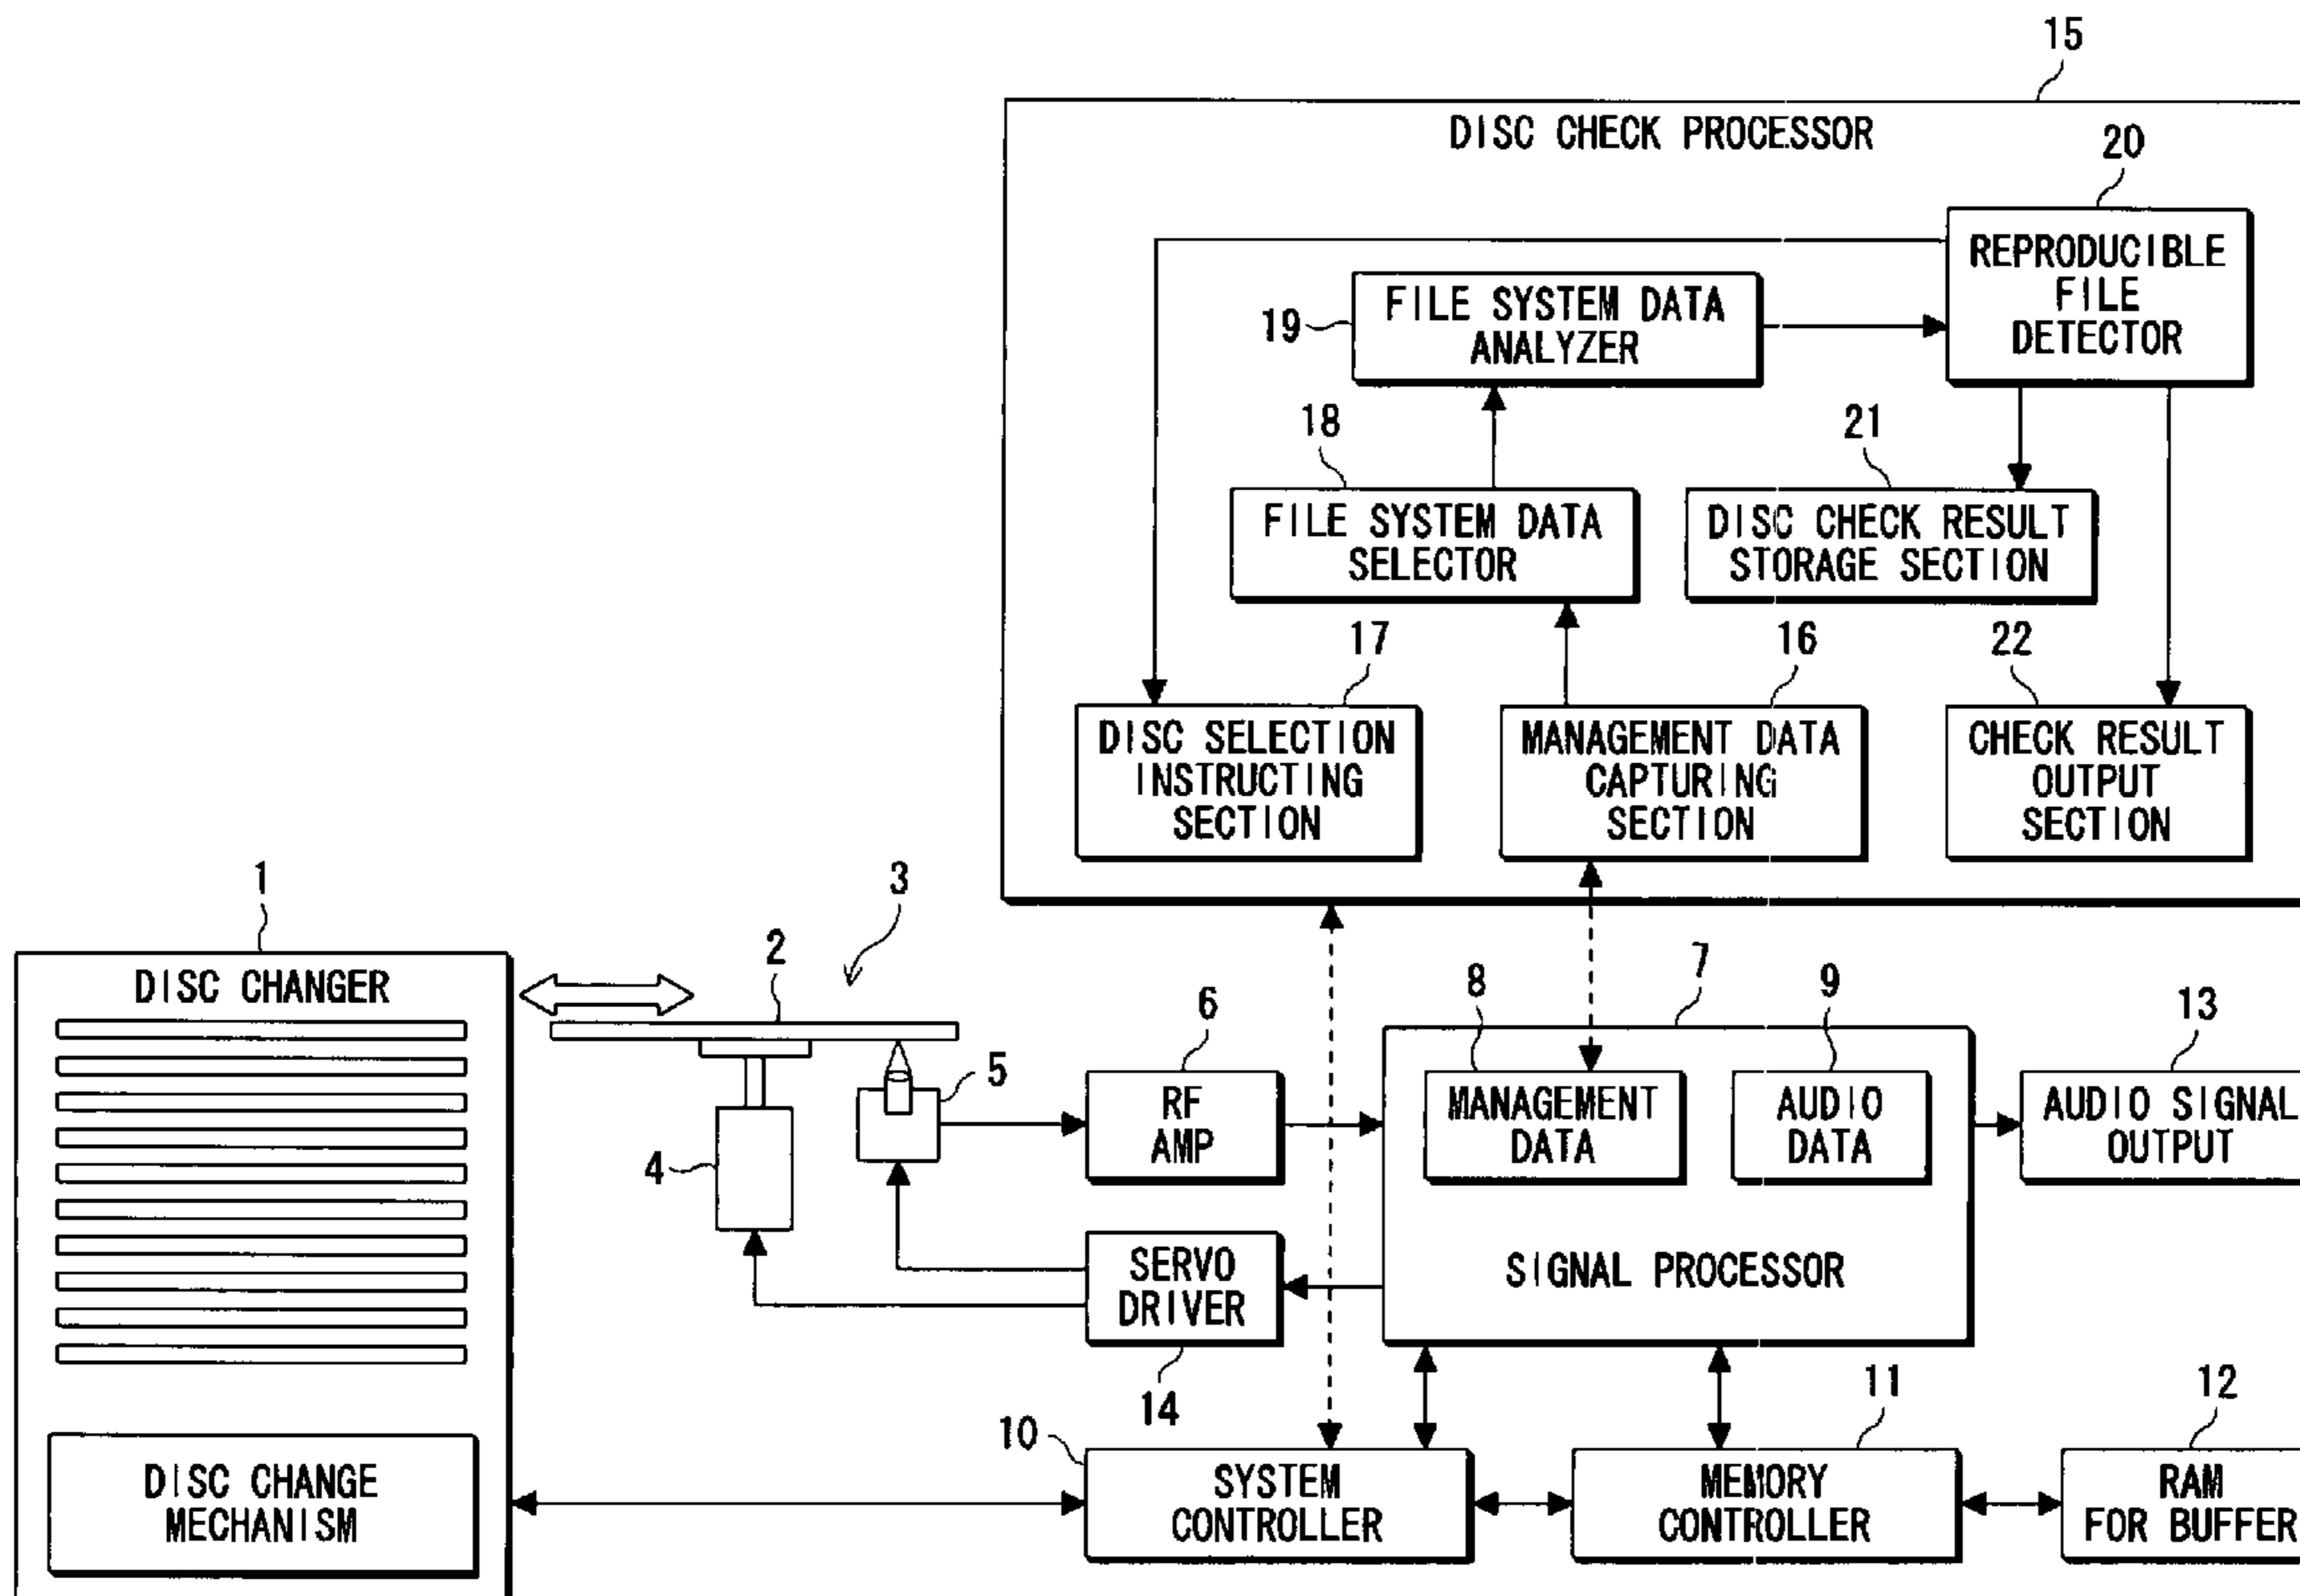 15
DISC CHECK PROCESSOR
20
REPRODUCIBLE
FILE
DETECTOR
19
FILE SYSTEM DATA
ANALYZER
18
FILE SYSTEM DATA
SELECTOR
21
DISC CHECK RESULT
STORAGE SECTION
17
DISC SELECTION
INSTRUCTING
SECTION
16
MANAGEMENT DATA
CAPTURING
SECTION
22
CHECK RESULT
OUTPUT
SECTION
1
DISC CHANGER
2
3
4
5
6
RF
AMP
7
8
MANAGEMENT
DATA
9
AUDIO
DATA
SIGNAL PROCESSOR
13
AUDIO SIGNAL
OUTPUT
SERVO
DRIVER
14
DISC CHANGE
MECHANISM
10
SYSTEM
CONTROLLER
11
MEMORY
CONTROLLER
12
RAM
FOR BUFFER